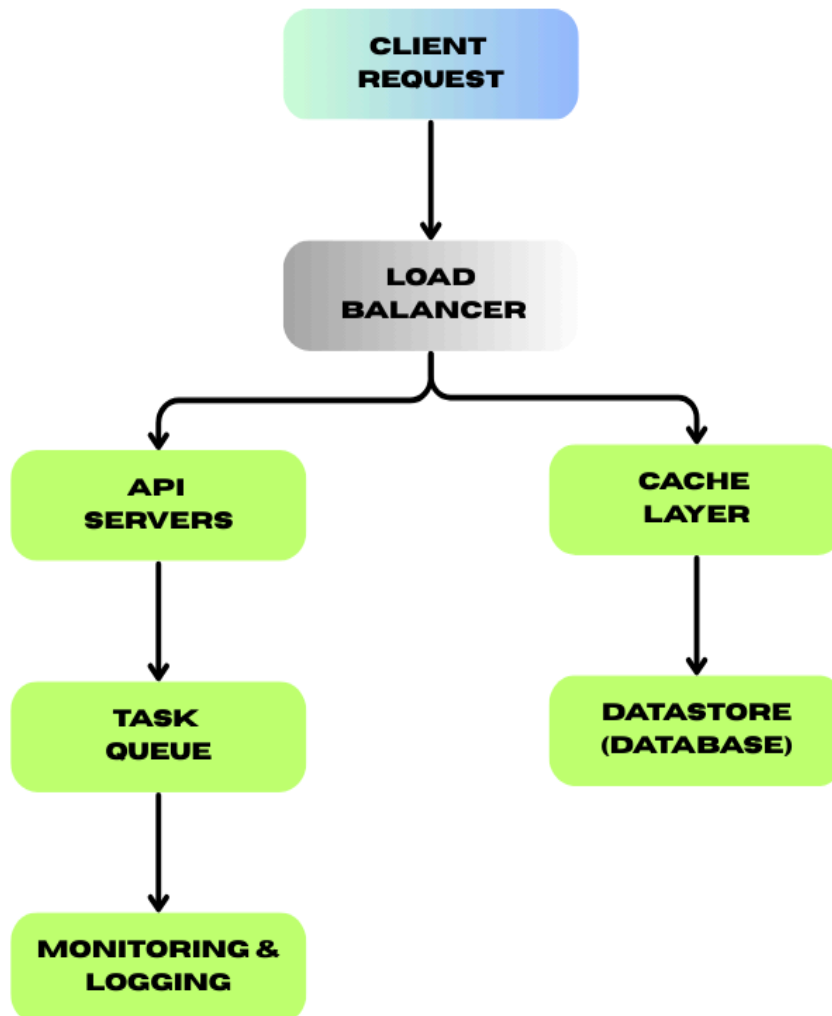 CLIENT
REQUEST
LOAD
BALANCER
API
SERVERS
CACHE
LAYER
TASK
QUEUE
DATASTORE
(DATABASE)
MONITORING &
LOGGING